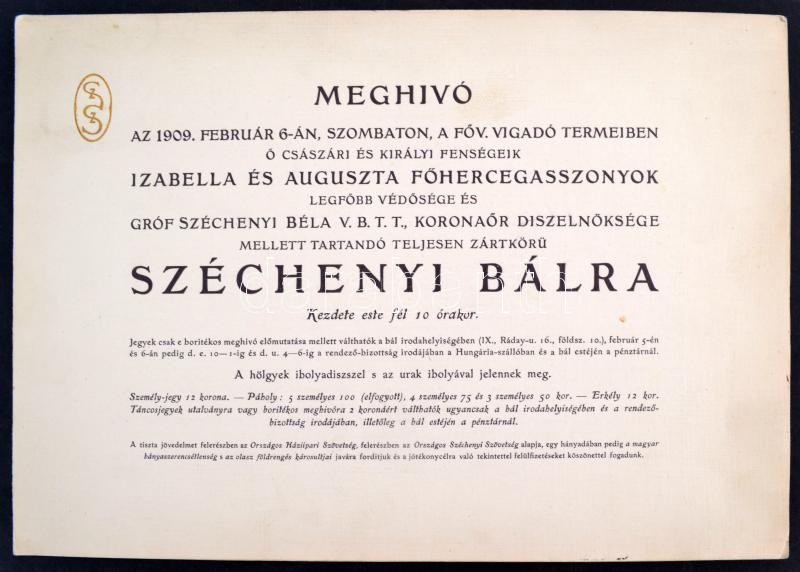 MEGHIVÓ
AZ 1909. FEBRUÁR 6-ÁN, SZOMBATON, A FŐV. VIGADÓ TERMEIBEN
Ő CSÁSZÁRI ÉS KIRÁLYI FENSÉGEIK
IZABELLA ÉS AUGUSZTA FŐHERCEGASSZONYOK
LEGFŐBB VÉDŐSÉGE ÉS
GRÓF SZÉCHENYI BÉLA V. B. T. T., KORONAŐR DISZELNÖKSÉGE
MELLETT TARTANDÓ TELJESEN ZÁRTKÖRÜ
SZÉCHENYI BÁLRA
Kezdete este fél 10 órakor.
Jegyek csak e boritékos meghivó előmutatása mellett válthatók a bál irodahelyiségében (IX., Ráday-u. 16., földsz. 10.), február 5-én
és 6-án pedig d. e. 10—1-ig és d. u. 4—6-ig a rendező-bizottság irodájában a Hungária-szállóban és a bál estéjén a pénztárnál.
A hölgyek ibolyadiszszel s az urak ibolyával jelennek meg.
Személy-jegy 12 korona. — Páholy: 5 személyes 100 (elfogyott), 4 személyes 75 és 3 személyes 50 kor. — Erkély 12 kor.
Táncosjegyek utalványra vagy boritékos meghivóra 2 koronáért válthatók ugyancsak a bál irodahelyiségében és a rendező-
bizottság irodájában, illetőleg a bál estéjén a pénztárnál.
A tiszta jövedelmet felerészben az Országos Háziipari Szövetség, felerészben az Országos Széchenyi Szövetség alapja, egy hányadában pedig a magyar
bányaszerencsétlenség s az olasz földrengés károsultjai javára forditjuk és a jótékonycélra való tekintettel felülfizetéseket köszönettel fogadunk.